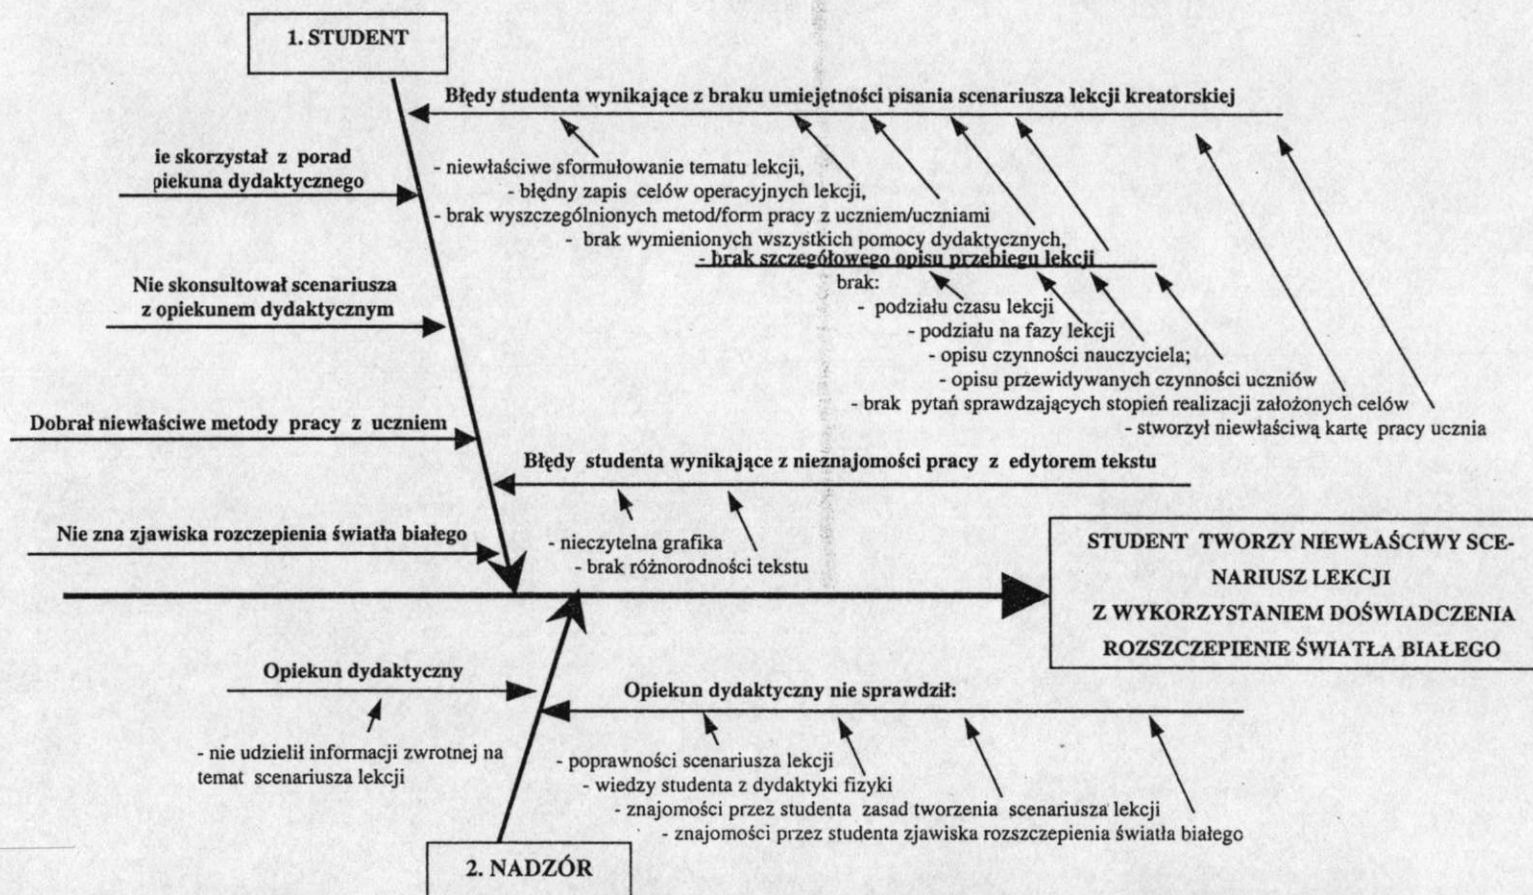 1. STUDENT
Błędy studenta wynikające z braku umiejętności pisania scenariusza lekcji kreatorskiej
ie skorzystał z porad
piekuna dydaktycznego
- niewłaściwe sformułowanie tematu lekcji,
- błędny zapis celów operacyjnych lekcji,
- brak wyszczególnionych metod/form pracy z uczniem/uczniami
- brak wymienionych wszystkich pomocy dydaktycznych,
- brak szczegółowego opisu przebiegu lekcji
brak:
- podziału czasu lekcji
- podziału na fazy lekcji
- opisu czynności nauczyciela;
- opisu przewidywanych czynności uczniów
- brak pytań sprawdzających stopień realizacji założonych celów
- stworzył niewłaściwą kartę pracy ucznia
Nie skonsultował scenariusza
z opiekunem dydaktycznym
Dobrał niewłaściwe metody pracy z uczniem
Błędy studenta wynikające z nieznajomości pracy z edytorem tekstu
- nieczytelna grafika
- brak różnorodności tekstu
Nie zna zjawiska rozczepienia światła białego
STUDENT TWORZY NIEWŁAŚCIWY SCE-
NARIUSZ LEKCJI
Z WYKORZYSTANIEM DOŚWIADCZENIA
ROZSZCZEPIENIE ŚWIATŁA BIAŁEGO
Opiekun dydaktyczny
- nie udzielił informacji zwrotnej na
temat scenariusza lekcji
Opiekun dydaktyczny nie sprawdził:
- poprawności scenariusza lekcji
- wiedzy studenta z dydaktyki fizyki
- znajomości przez studenta zasad tworzenia scenariusza lekcji
- znajomości przez studenta zjawiska rozszczepienia światła białego
2. NADZÓR